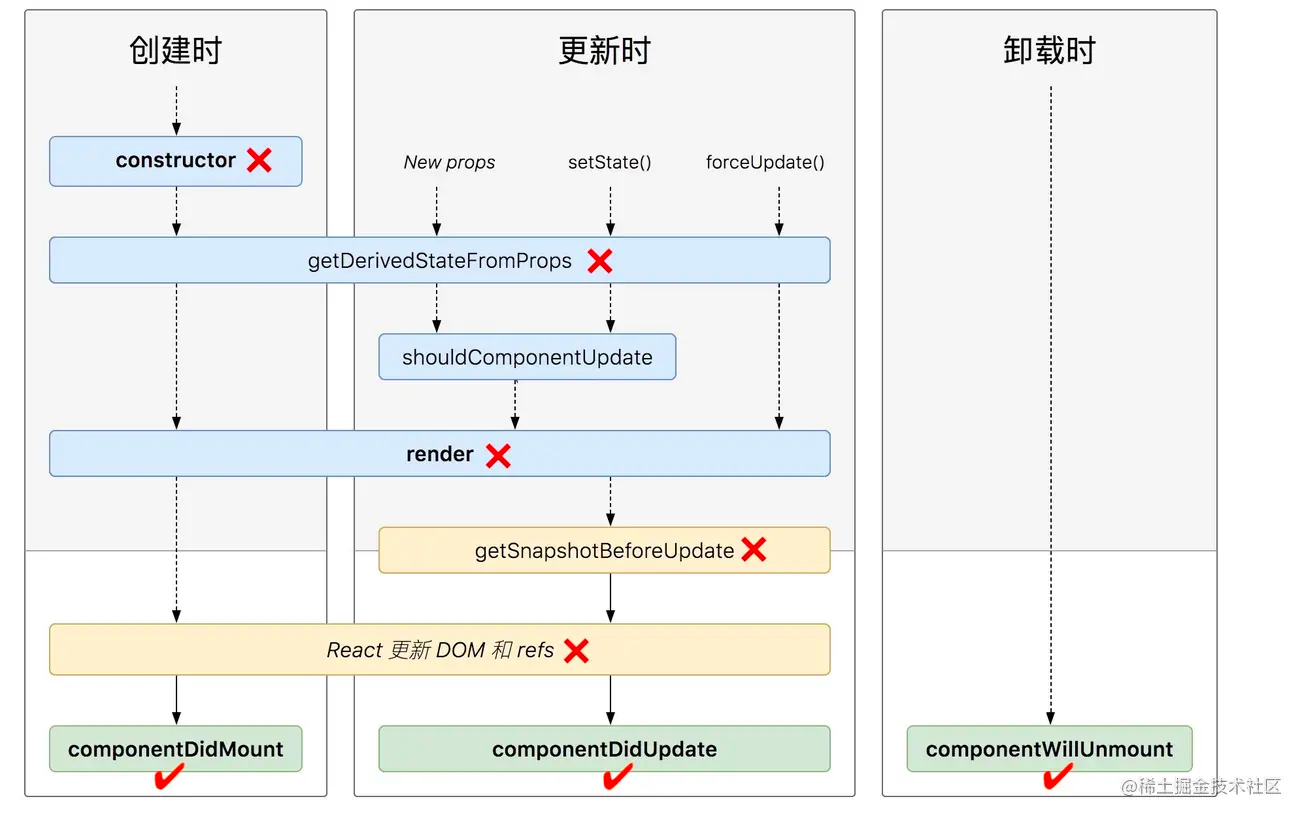 创建时
更新时
卸载时
constructor
New props
setState()
forceUpdate()
getDerivedStateFromProps
shouldComponentUpdate
render
getSnapshotBeforeUpdate
React 更新 DOM 和 refs
componentDidMount
componentDidUpdate
componentWillUnmount
@稀土掘金技术社区